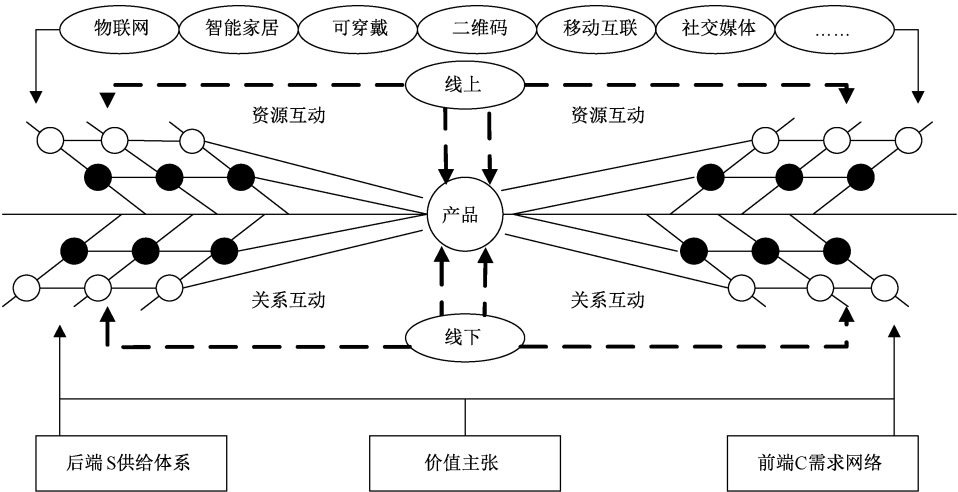 物联网 智能家居 可穿戴 二维码 移动互联 社交媒体 ……
线上
资源互动 资源互动
产品
关系互动 关系互动
线下
后端S供给体系 价值主张 前端C需求网络